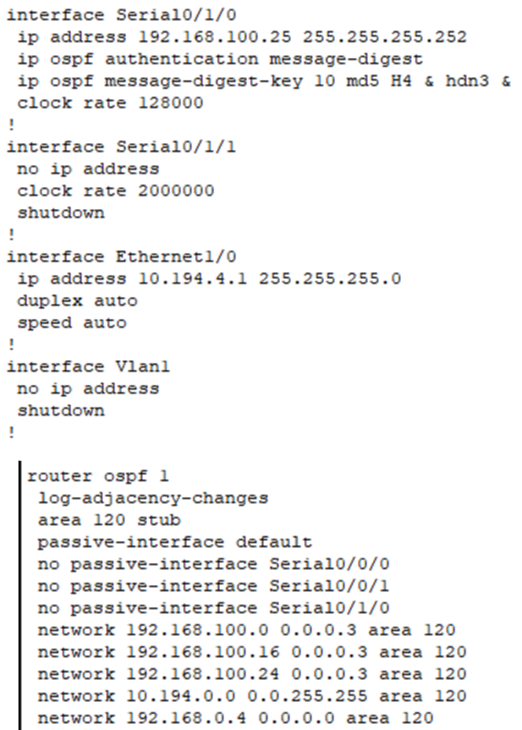 interface Serial0/1/0
ip address 192.168.100.25 255.255.255.252
ip ospf authentication message-digest
ip ospf message-digest-key 10 md5 H4 & hdn3 &
clock rate 128000
!
interface Serial0/1/1
no ip address
clock rate 2000000
shutdown
!
interface Ethernet1/0
ip address 10.194.4.1 255.255.255.0
duplex auto
speed auto
!
interface Vlan1
no ip address
shutdown
!
router ospf 1
log-adjacency-changes
area 120 stub
passive-interface default
no passive-interface Serial0/0/0
no passive-interface Serial0/0/1
no passive-interface Serial0/1/0
network 192.168.100.0 0.0.0.3 area 120
network 192.168.100.16 0.0.0.3 area 120
network 192.168.100.24 0.0.0.3 area 120
network 10.194.0.0 0.0.255.255 area 120
network 192.168.0.4 0.0.0.0 area 120